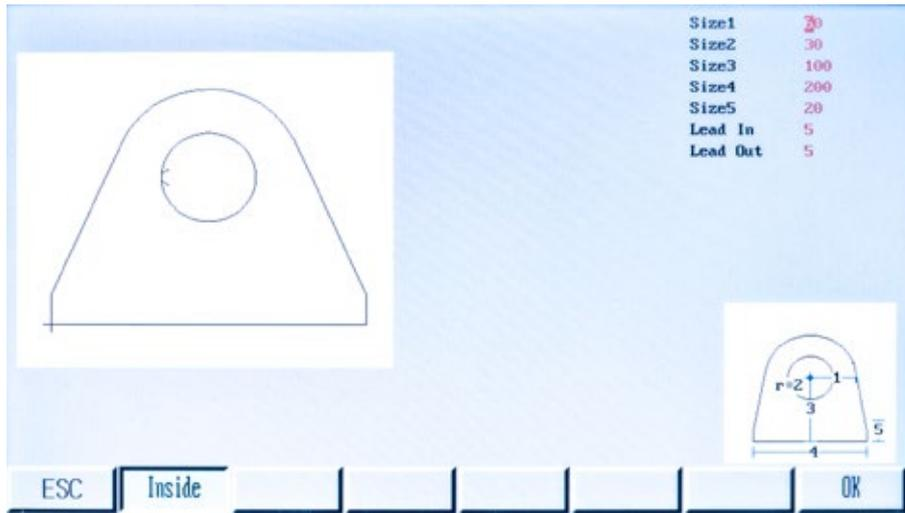 Size1
Size2 30
Size3 100
Size4 200
Size5 20
Lead In 5
Lead Out 5
r=2
1
3
5
4
ESC Inside OK